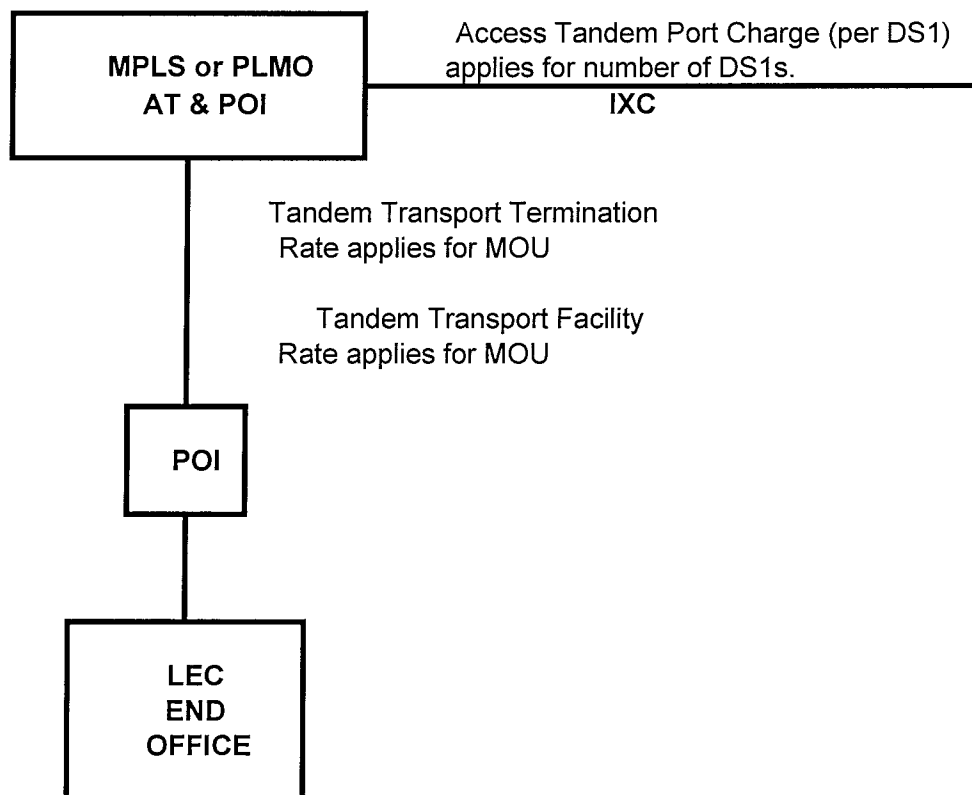 MPLS or PLMO
AT & POI
Access Tandem Port Charge (per DS1)
applies for number of DS1s.
IXC
Tandem Transport Termination
Rate applies for MOU
Tandem Transport Facility
Rate applies for MOU
POI
LEC
END
OFFICE